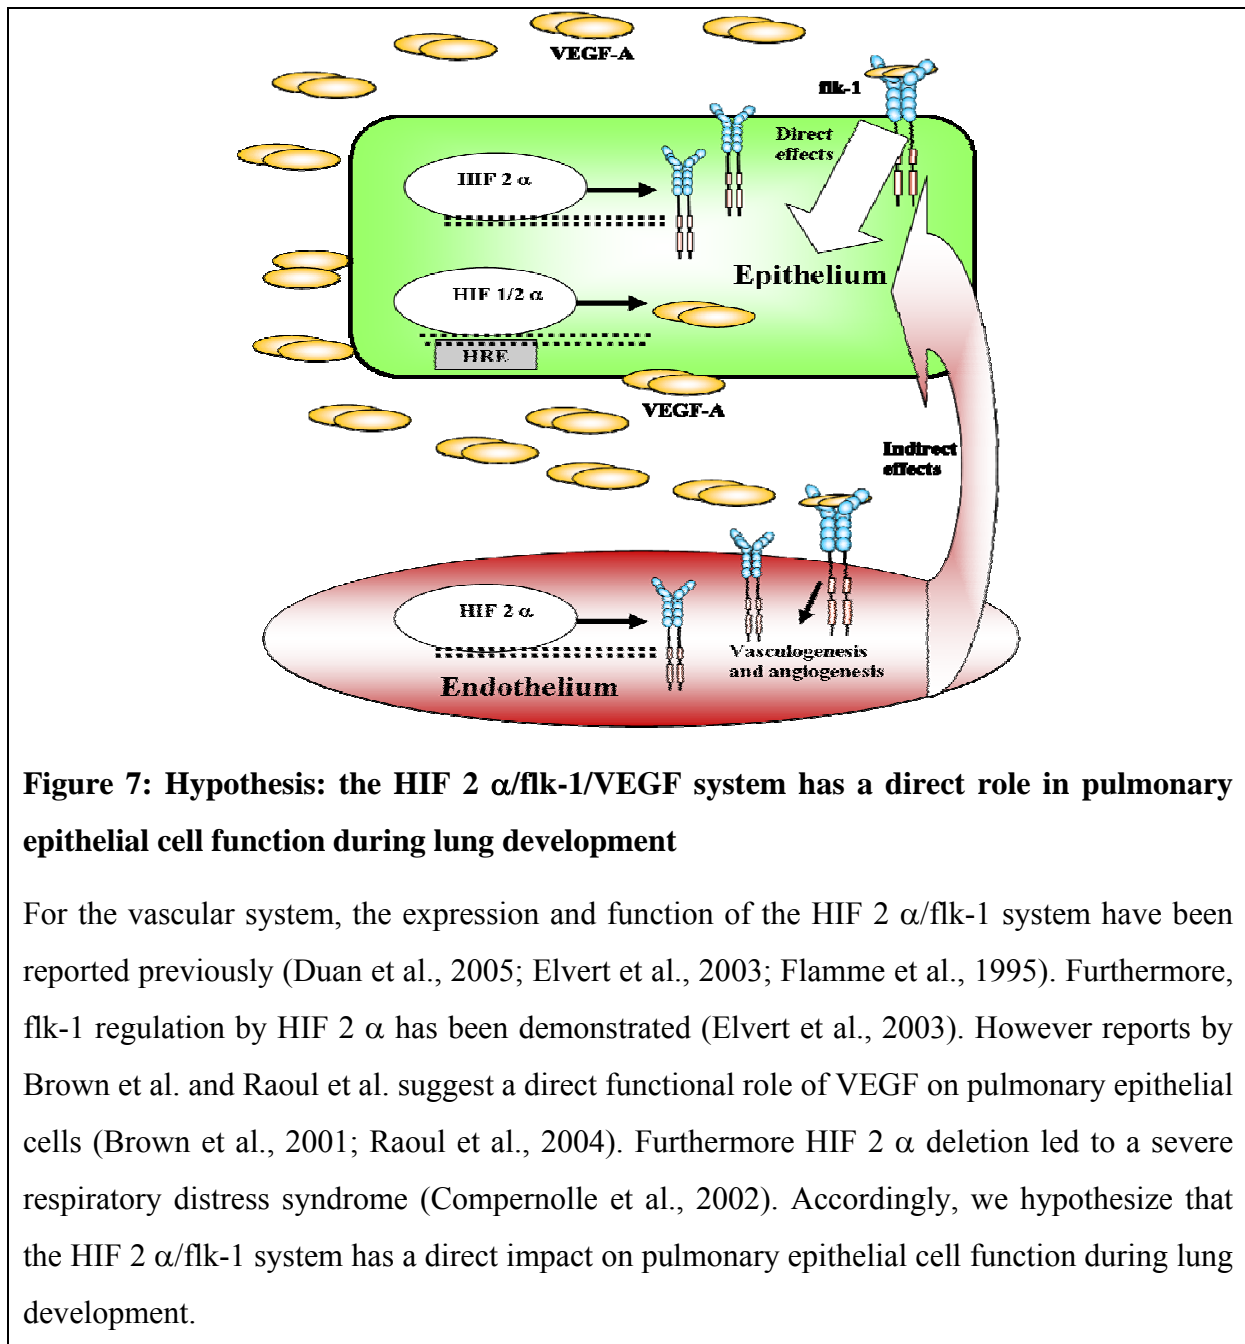 VEGF-A
flk-1
Direct
effects
HIF 2 α
Epithelium
HIF 1/2 α
HRE
VEGF-A
Indirect
effects
HIF 2 α
Vasculogenesis
and angiogenesis
Endothelium
Figure 7: Hypothesis: the HIF 2 α/flk-1/VEGF system has a direct role in pulmonary
epithelial cell function during lung development
For the vascular system, the expression and function of the HIF 2 α/flk-1 system have been
reported previously (Duan et al., 2005; Elvert et al., 2003; Flamme et al., 1995). Furthermore,
flk-1 regulation by HIF 2 α has been demonstrated (Elvert et al., 2003). However reports by
Brown et al. and Raoul et al. suggest a direct functional role of VEGF on pulmonary epithelial
cells (Brown et al., 2001; Raoul et al., 2004). Furthermore HIF 2 α deletion led to a severe
respiratory distress syndrome (Compernolle et al., 2002). Accordingly, we hypothesize that
the HIF 2 α/flk-1 system has a direct impact on pulmonary epithelial cell function during lung
development.